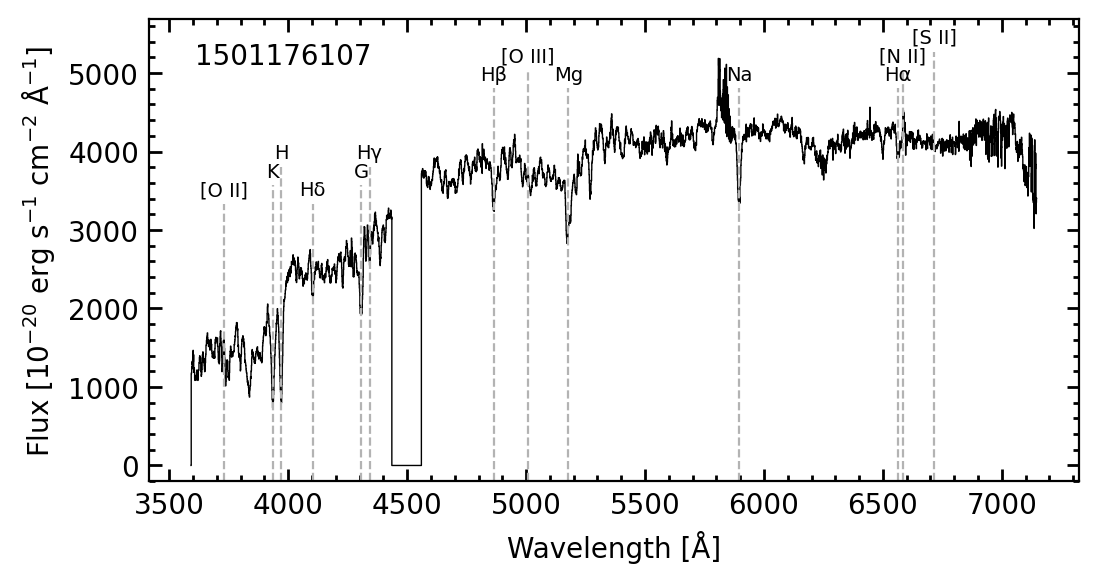 1501176107
[S II]
[O III]
[N II]
Hβ
Mg
Na
Hα
H
Hγ
K
G
[O II]
Hδ
5000
4000
3000
2000
1000
0
Flux [10⁻²⁰ erg s⁻¹ cm⁻² Å⁻¹]
3500 4000 4500 5000 5500 6000 6500 7000
Wavelength [Å]